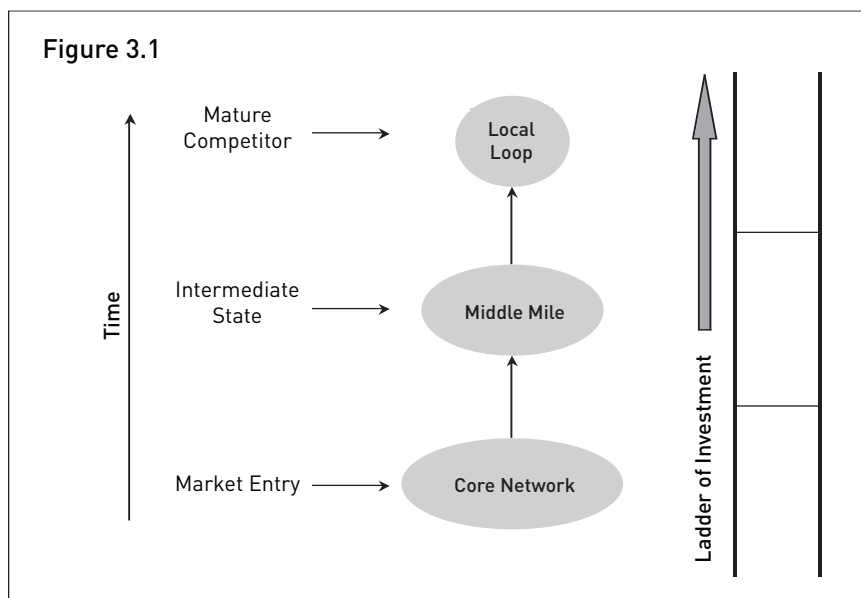 Figure 3.1
Mature
Competitor
Local
Loop
Time
Intermediate
State
Middle Mile
Market Entry
Core Network
Ladder of Investment